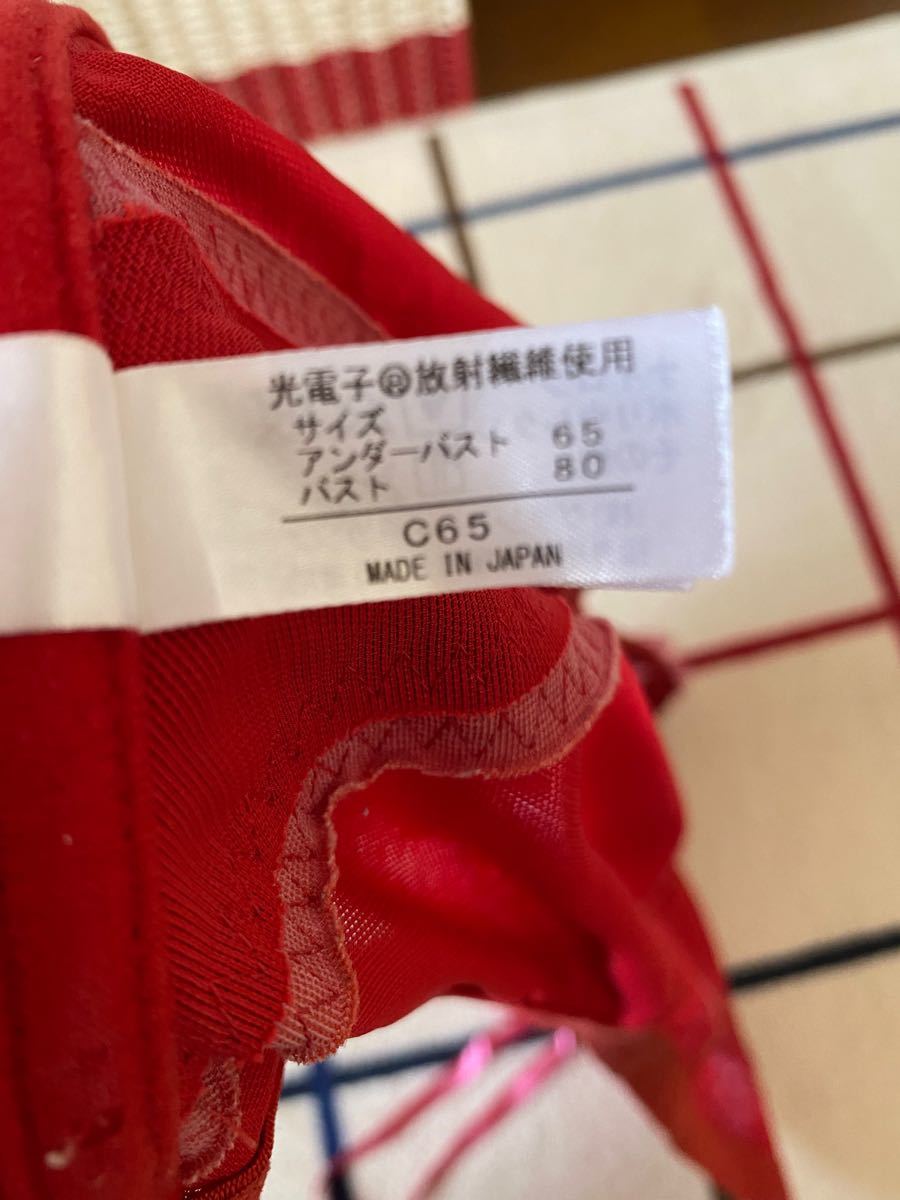 光電子®放射繊維使用
サイズ
アンダーバスト 65
バスト 80
C65
MADE IN JAPAN